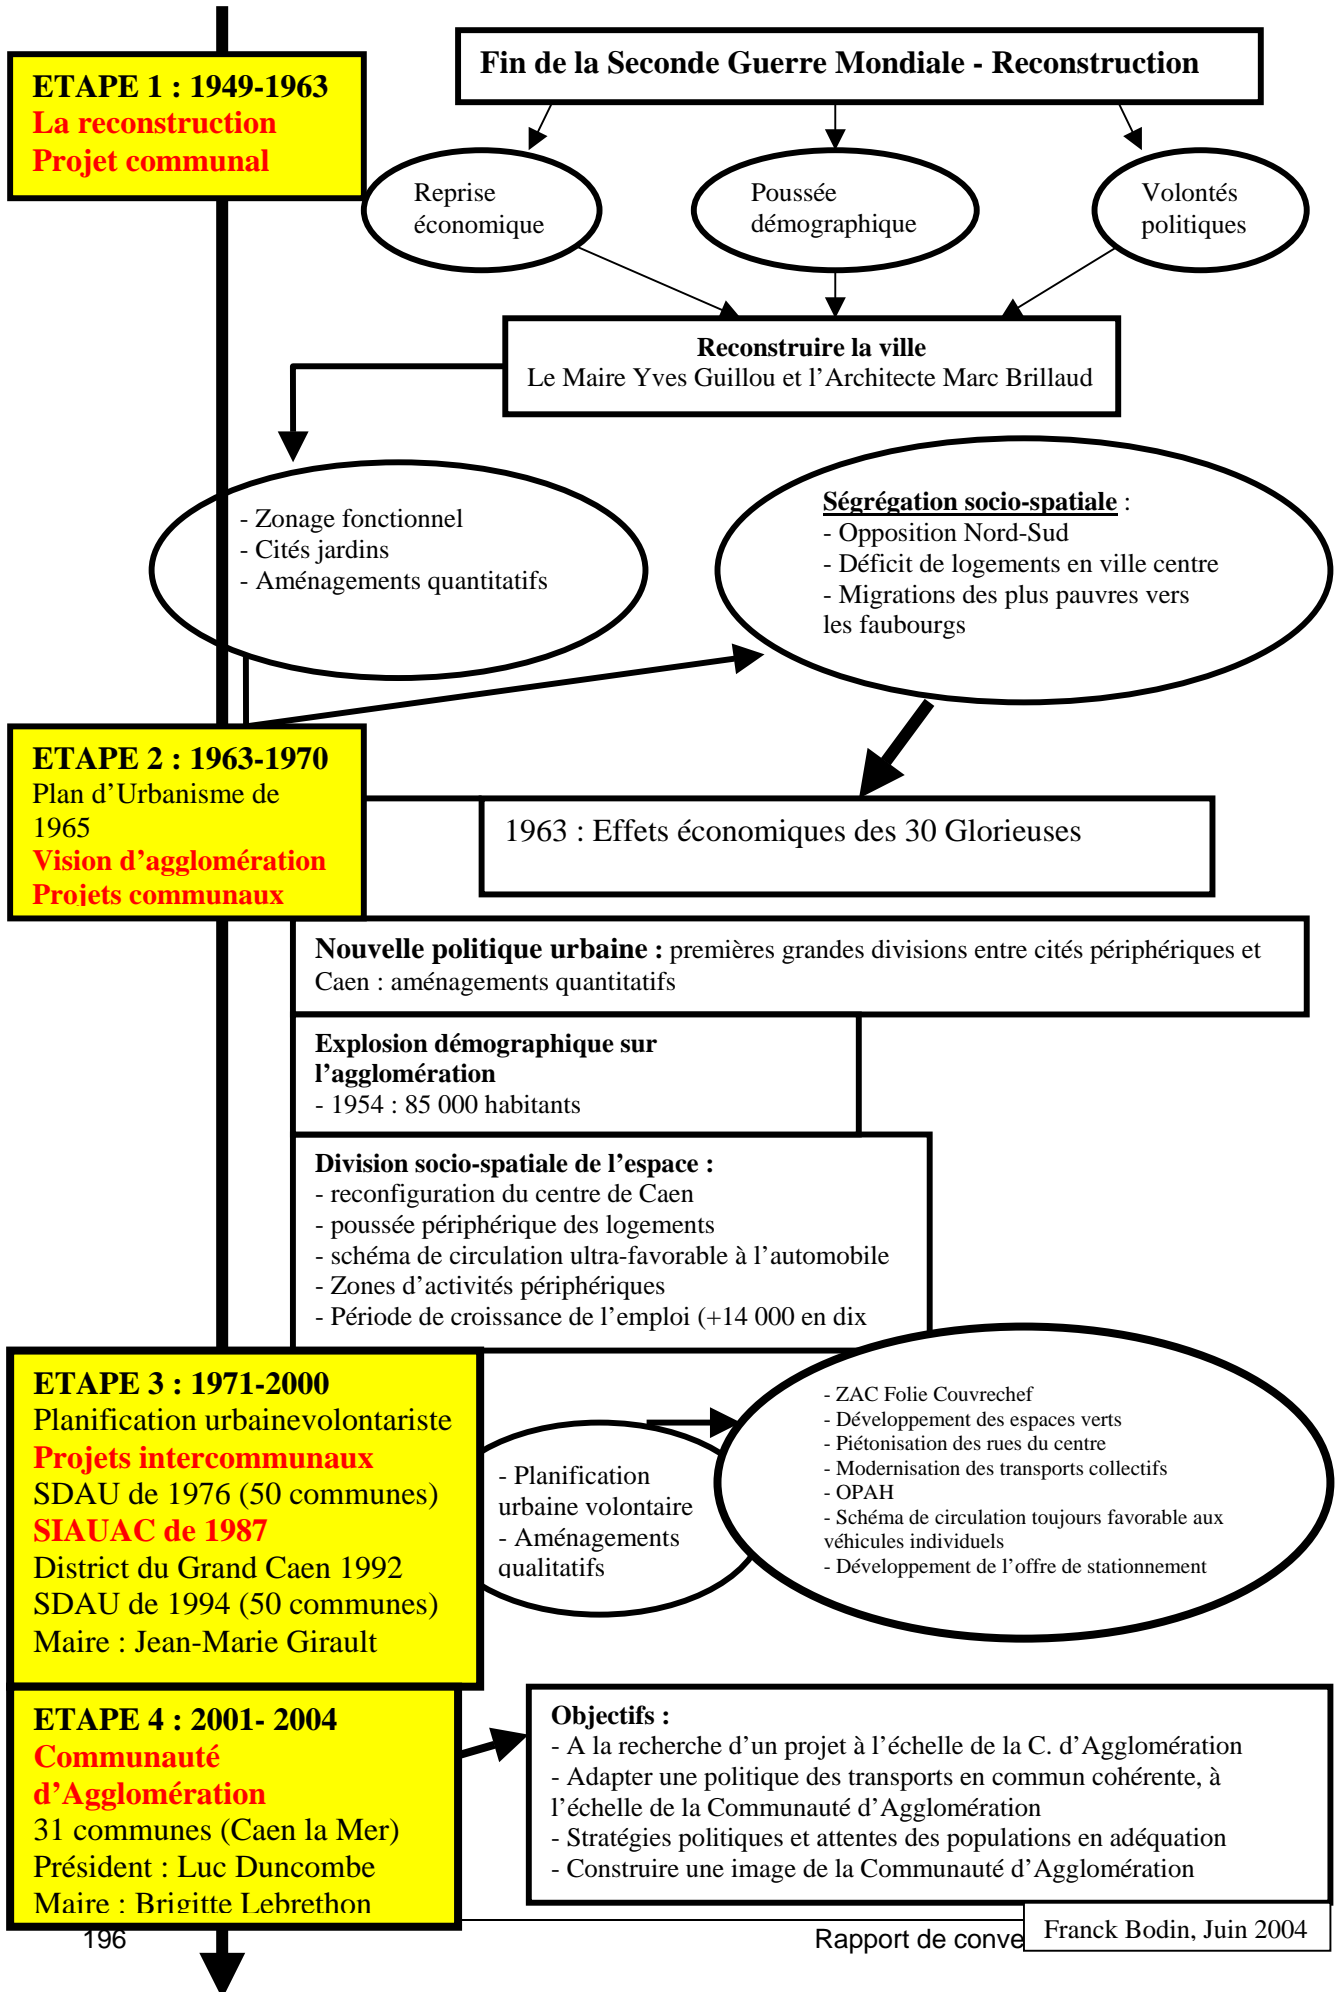 ETAPE 1 : 1949-1963
La reconstruction
Projet communal
Fin de la Seconde Guerre Mondiale - Reconstruction
Reprise
économique
Poussée
démographique
Volontés
politiques
Reconstruire la ville
Le Maire Yves Guillou et l’Architecte Marc Brillaud
- Zonage fonctionnel
- Cités jardins
- Aménagements quantitatifs
Ségrégation socio-spatiale :
- Opposition Nord-Sud
- Déficit de logements en ville centre
- Migrations des plus pauvres vers
les faubourgs
ETAPE 2 : 1963-1970
Plan d’Urbanisme de
1965
Vision d’agglomération
Projets communaux
1963 : Effets économiques des 30 Glorieuses
Nouvelle politique urbaine : premières grandes divisions entre cités périphériques et
Caen : aménagements quantitatifs
Explosion démographique sur
l’agglomération
- 1954 : 85 000 habitants
Division socio-spatiale de l’espace :
- reconfiguration du centre de Caen
- poussée périphérique des logements
- schéma de circulation ultra-favorable à l’automobile
- Zones d’activités périphériques
- Période de croissance de l’emploi (+14 000 en dix
ETAPE 3 : 1971-2000
Planification urbainevolontariste
Projets intercommunaux
SDAU de 1976 (50 communes)
SIAUAC de 1987
District du Grand Caen 1992
SDAU de 1994 (50 communes)
Maire : Jean-Marie Girault
- Planification
urbaine volontaire
- Aménagements
qualitatifs
- ZAC Folie Couvrechef
- Développement des espaces verts
- Piétonisation des rues du centre
- Modernisation des transports collectifs
- OPAH
- Schéma de circulation toujours favorable aux
véhicules individuels
- Développement de l’offre de stationnement
ETAPE 4 : 2001- 2004
Communauté
d’Agglomération
31 communes (Caen la Mer)
Président : Luc Duncombe
Maire : Brigitte Lebrethon
Objectifs :
- A la recherche d’un projet à l’échelle de la C. d’Agglomération
- Adapter une politique des transports en commun cohérente, à
l’échelle de la Communauté d’Agglomération
- Stratégies politiques et attentes des populations en adéquation
- Construire une image de la Communauté d’Agglomération
196
Rapport de conve
Franck Bodin, Juin 2004